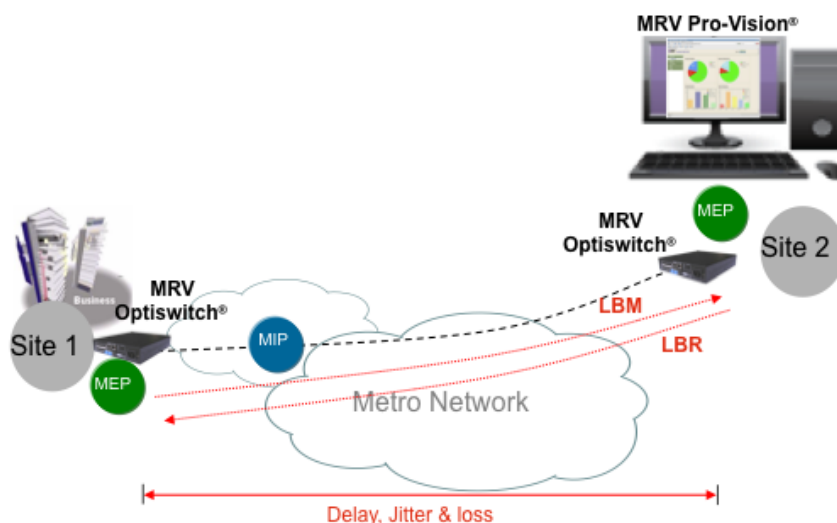 MRV Pro-Vision®
MEP
MRV
Optiswitch®
Site 2
Business
MRV
Optiswitch®
LBM
Site 1
MIP
LBR
MEP
Metro Network
Delay, Jitter & loss